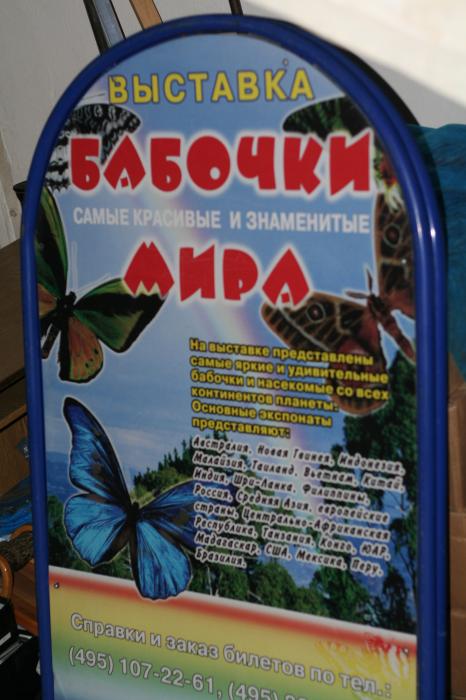 ВЫСТАВКА
БАБОЧКИ
САМЫЕ КРАСИВЫЕ И ЗНАМЕНИТЫЕ
МИРА
На выставке представлены
самые яркие и удивительные
бабочки и насекомые со всех
континентов планеты.
Основные экспонаты
представляют:
Австралия, Новая Гвинея, Индонезия,
Малайзия, Таиланд, Вьетнам, Китай,
Индия, Шри-Ланка, Филиппины,
Россия, Средняя Азия, европейские
страны, Центрально-Африканская
Республика, Танзания, Конго, ЮАР,
Мадагаскар, США, Мексика, Перу,
Бразилия.
Справки и заказ билетов по тел.:
(495) 107-22-61, (495)